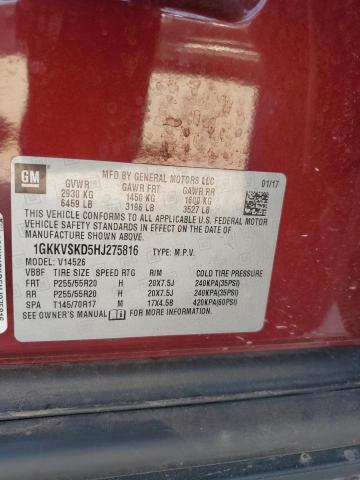 GM
MFD BY GENERAL MOTORS LLC
01/17
GVWR GAWR FRT GAWR RR
2930 KG 1450 KG 1600 KG
6459 LB 3196 LB 3527 LB
THIS VEHICLE CONFORMS TO ALL APPLICABLE U.S. FEDERAL
MOTOR VEHICLE SAFETY STANDARDS IN EFFECT ON THE DATE
OF MANUFACTURE SHOWN ABOVE.
1GKKVSKD5HJ275816 TYPE: M.P.V.
MODEL: V14526
VBBF TIRE SIZE SPEED RTG RIM COLD TIRE PRESSURE
FRT P255/55R20 H 20X7.5J 240KPA(35PSI)
RR P255/55R20 H 20X7.5J 240KPA(35PSI)
SPA T145/70R17 M 17X4.5B 420KPA(60PSI)
SEE OWNER'S MANUAL FOR MORE INFORMATION